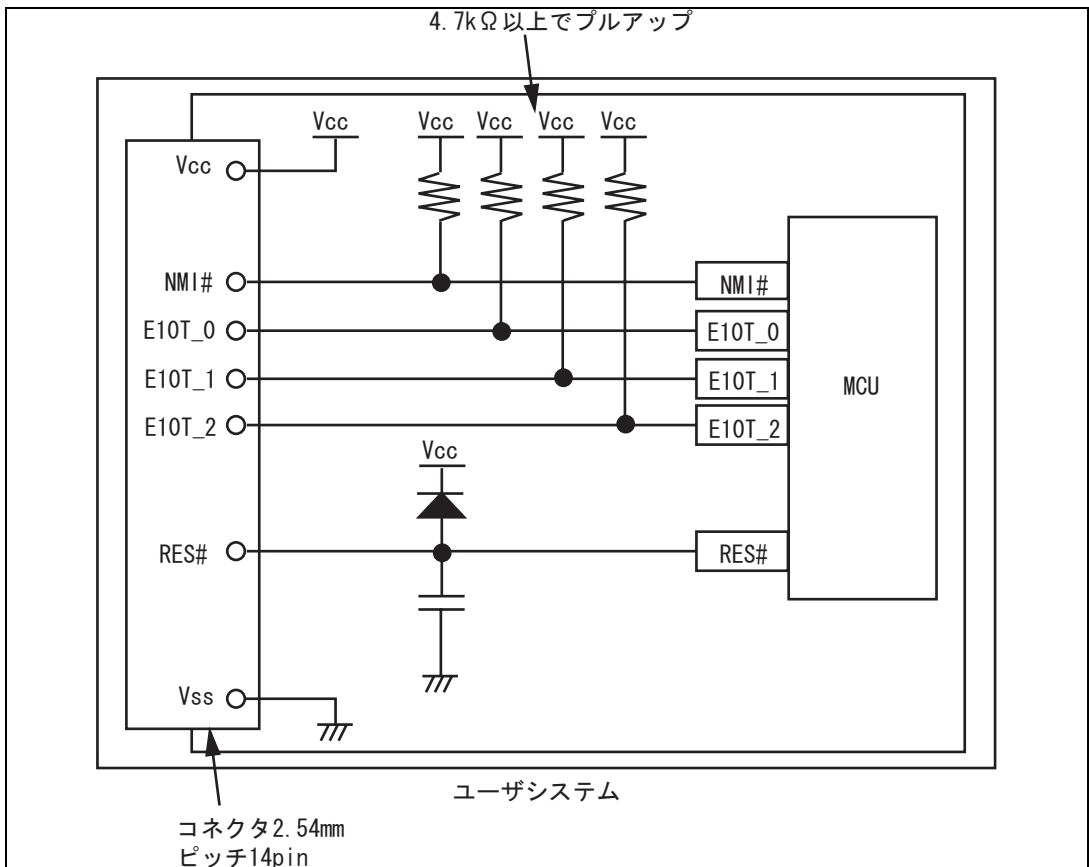 4.7kΩ以上でプルアップ
Vcc Vcc Vcc Vcc Vcc
Vcc
NMI# NMI#
E10T_0 E10T_0
E10T_1 E10T_1
MCU
E10T_2 E10T_2
Vcc
RES# RES#
Vss
ユーザシステム
コネクタ2.54mm
ピッチ14pin